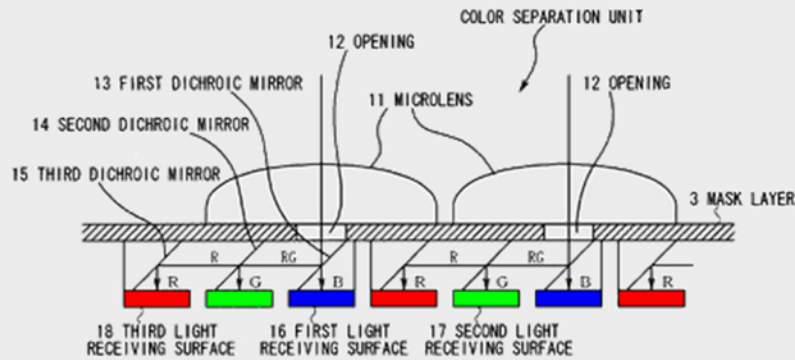 COLOR SEPARATION UNIT
12 OPENING
13 FIRST DICHROIC MIRROR
12 OPENING
11 MICROLENS
14 SECOND DICHROIC MIRROR
15 THIRD DICHROIC MIRROR
3 MASK LAYER
R RG R RG
R G B R G B R
18 THIRD LIGHT
RECEIVING SURFACE
16 FIRST LIGHT
RECEIVING SURFACE
17 SECOND LIGHT
RECEIVING SURFACE